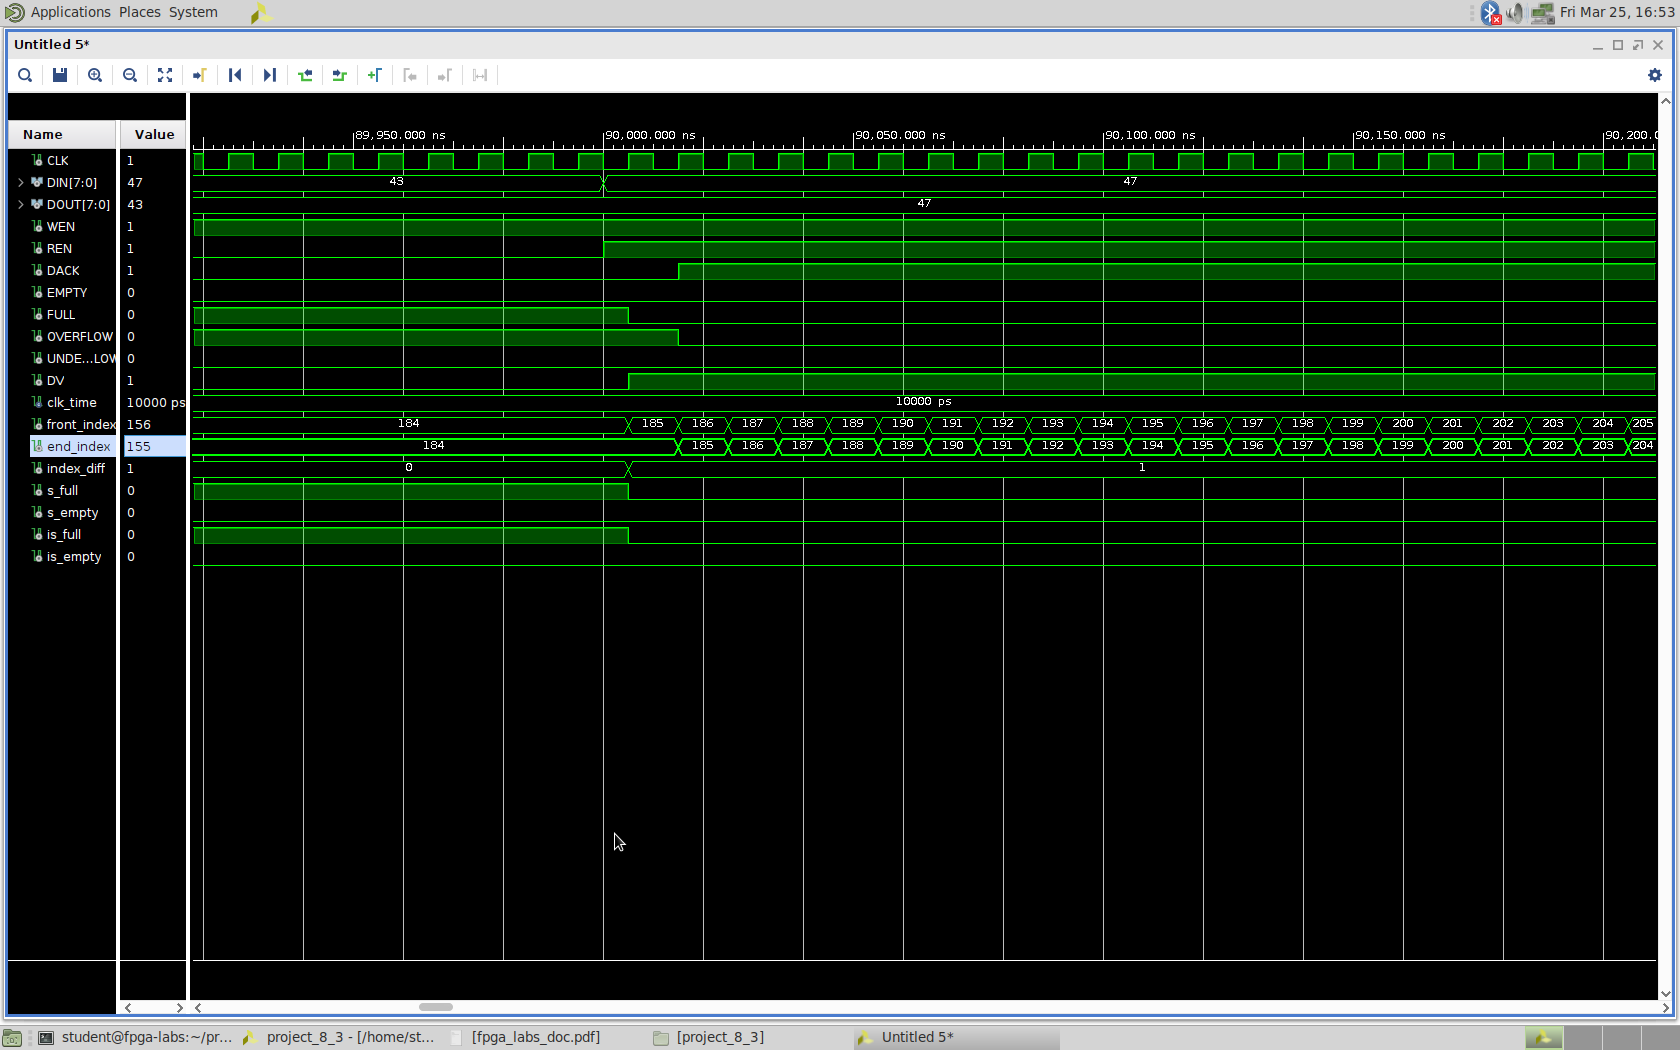 Applications Places System
Fri Mar 25, 16:53
Untitled 5*
Name Value
89,950.000 ns 90,000.000 ns 90,050.000 ns 90,100.000 ns 90,150.000 ns 90,200.0
CLK 1
DIN[7:0] 47 43 47
DOUT[7:0] 43 47
WEN 1
REN 1
DACK 1
EMPTY 0
FULL 0
OVERFLOW 0
UNDE...LOW 0
DV 1
clk_time 10000 ps 10000 ps
front_index 156 184 185 186 187 188 189 190 191 192 193 194 195 196 197 198 199 200 201 202 203 204 205
end_index 155 184 185 186 187 188 189 190 191 192 193 194 195 196 197 198 199 200 201 202 203 204
index_diff 1 0 1
s_full 0
s_empty 0
is_full 0
is_empty 0
student@fpga-labs:~/pr... project_8_3 - [/home/st... [fpga_labs_doc.pdf] [project_8_3] Untitled 5*